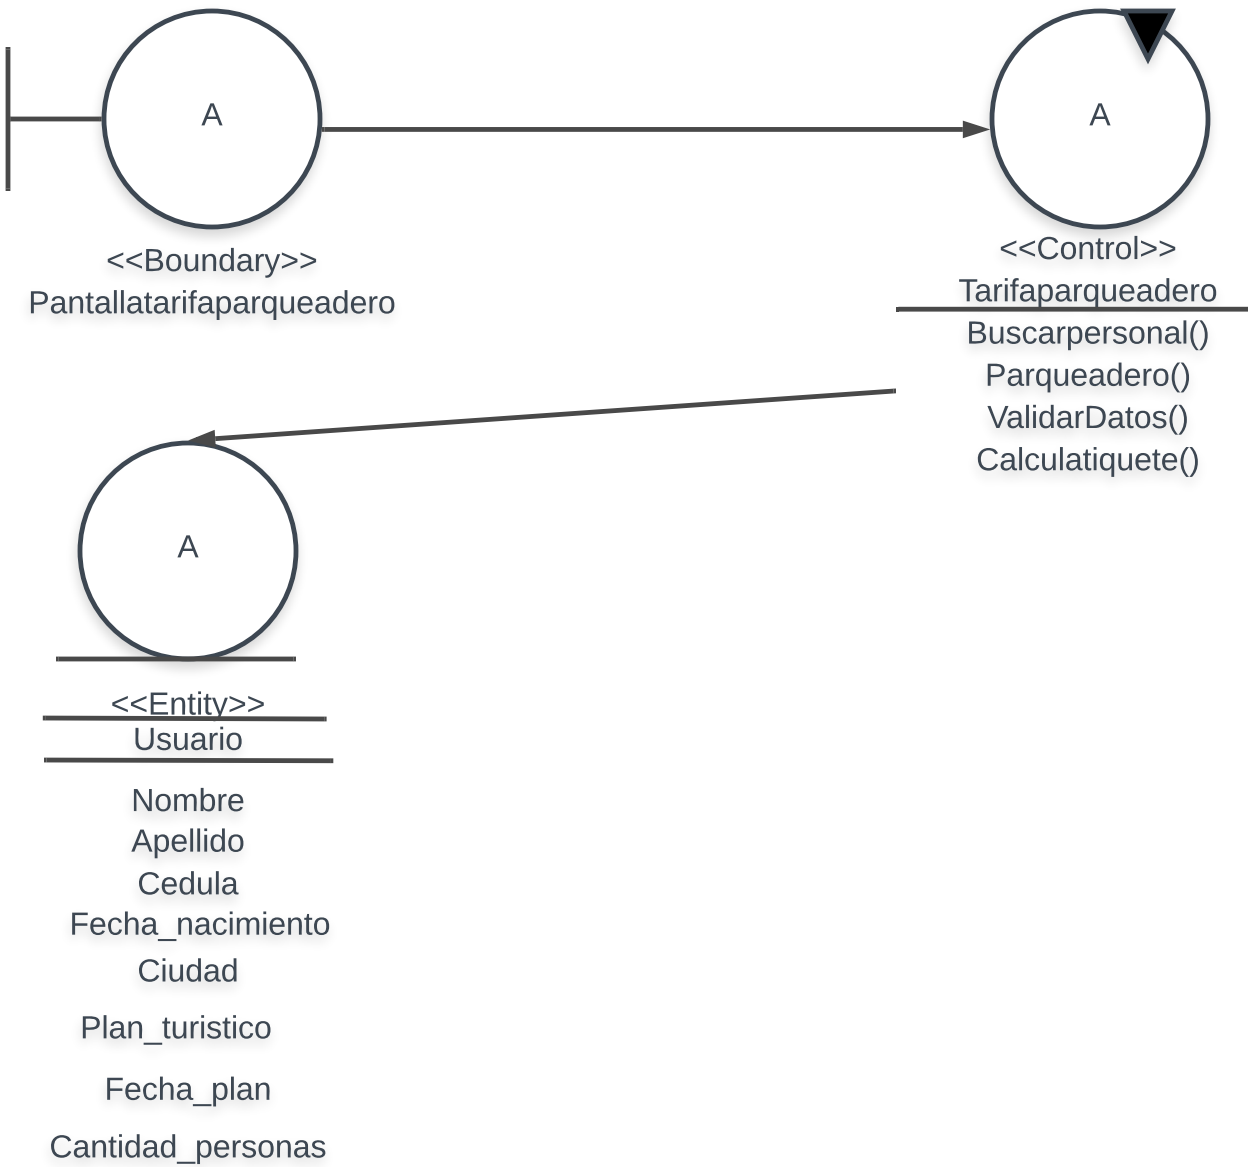 A
<<Boundary>>
Pantallatarifaparqueadero
A
<<Control>>
Tarifaparqueadero
Buscarpersonal()
Parqueadero()
ValidarDatos()
Calculatiquete()
A
<<Entity>>
Usuario
Nombre
Apellido
Cedula
Fecha_nacimiento
Ciudad
Plan_turistico
Fecha_plan
Cantidad_personas